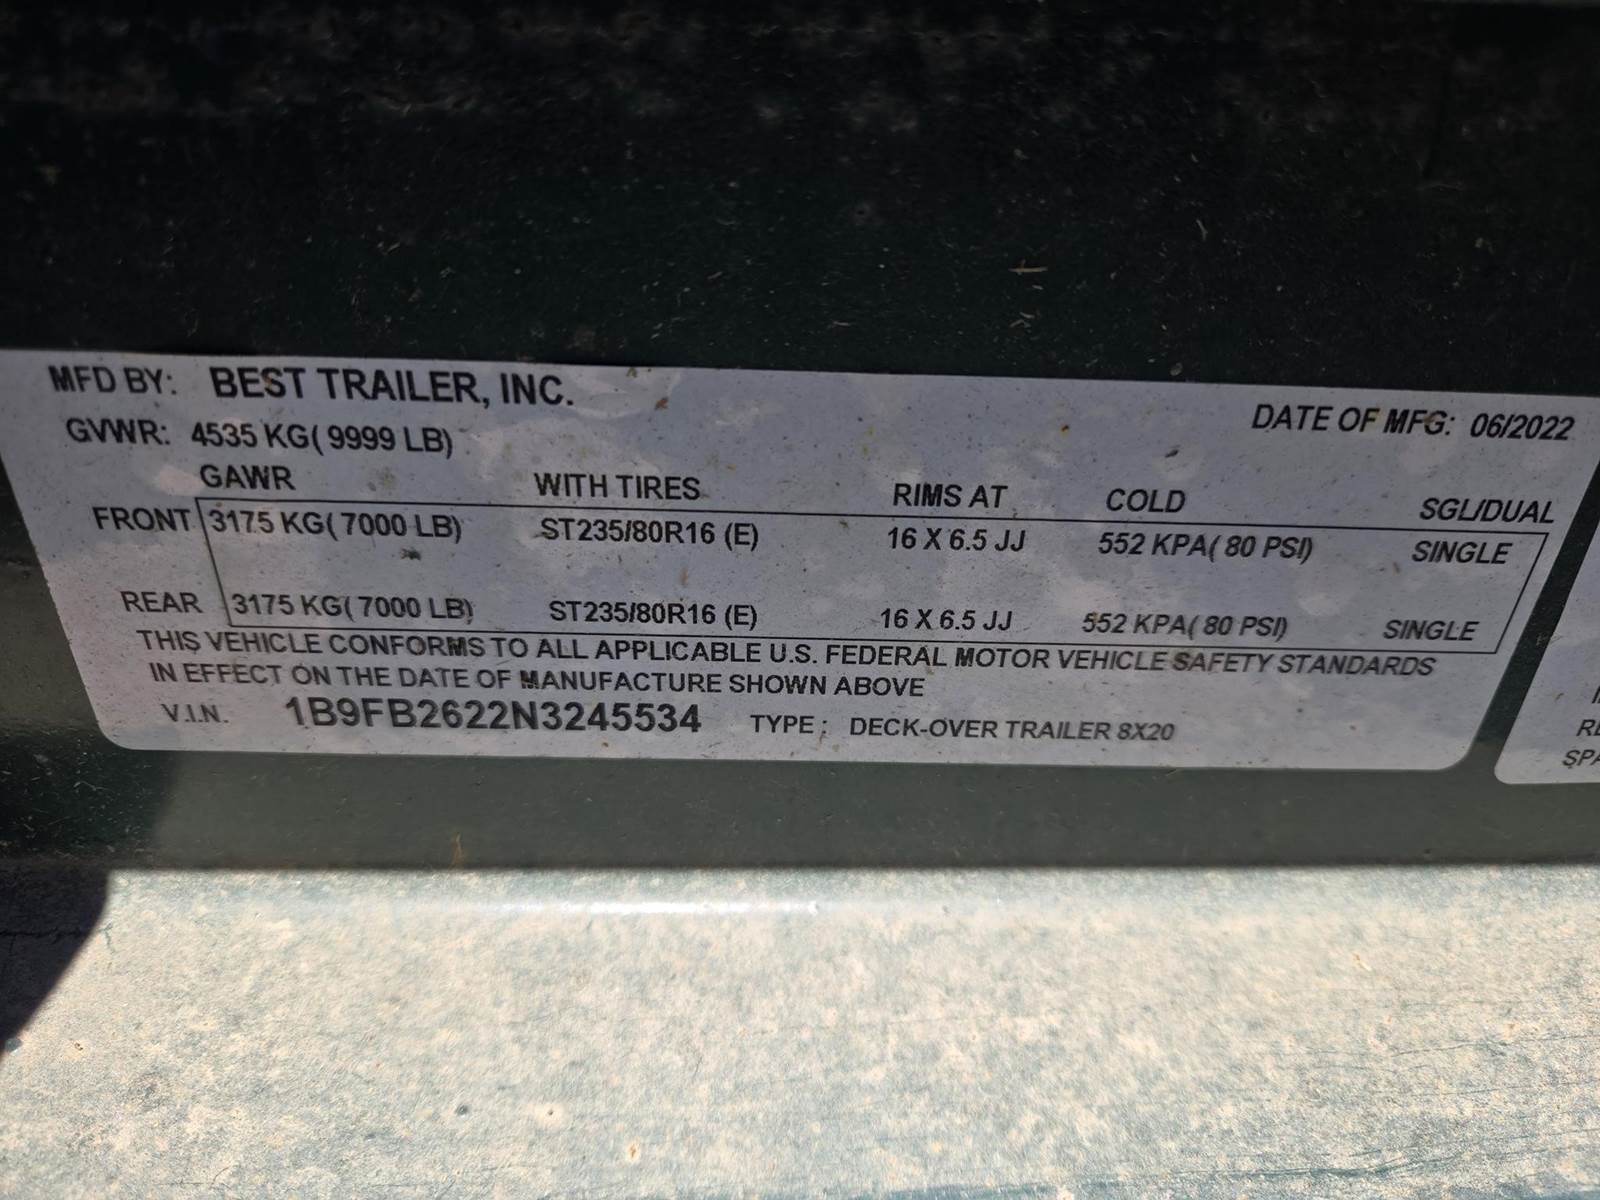 MFD BY: BEST TRAILER, INC.
DATE OF MFG: 06/2022
GVWR: 4535 KG( 9999 LB)
GAWR WITH TIRES RIMS AT COLD SGL/DUAL
FRONT 3175 KG( 7000 LB) ST235/80R16 (E) 16 X 6.5 JJ 552 KPA( 80 PSI) SINGLE
REAR 3175 KG( 7000 LB) ST235/80R16 (E) 16 X 6.5 JJ 552 KPA( 80 PSI) SINGLE
THIS VEHICLE CONFORMS TO ALL APPLICABLE U.S. FEDERAL MOTOR VEHICLE SAFETY STANDARDS
IN EFFECT ON THE DATE OF MANUFACTURE SHOWN ABOVE
V.I.N. 1B9FB2622N3245534 TYPE : DECK-OVER TRAILER 8X20